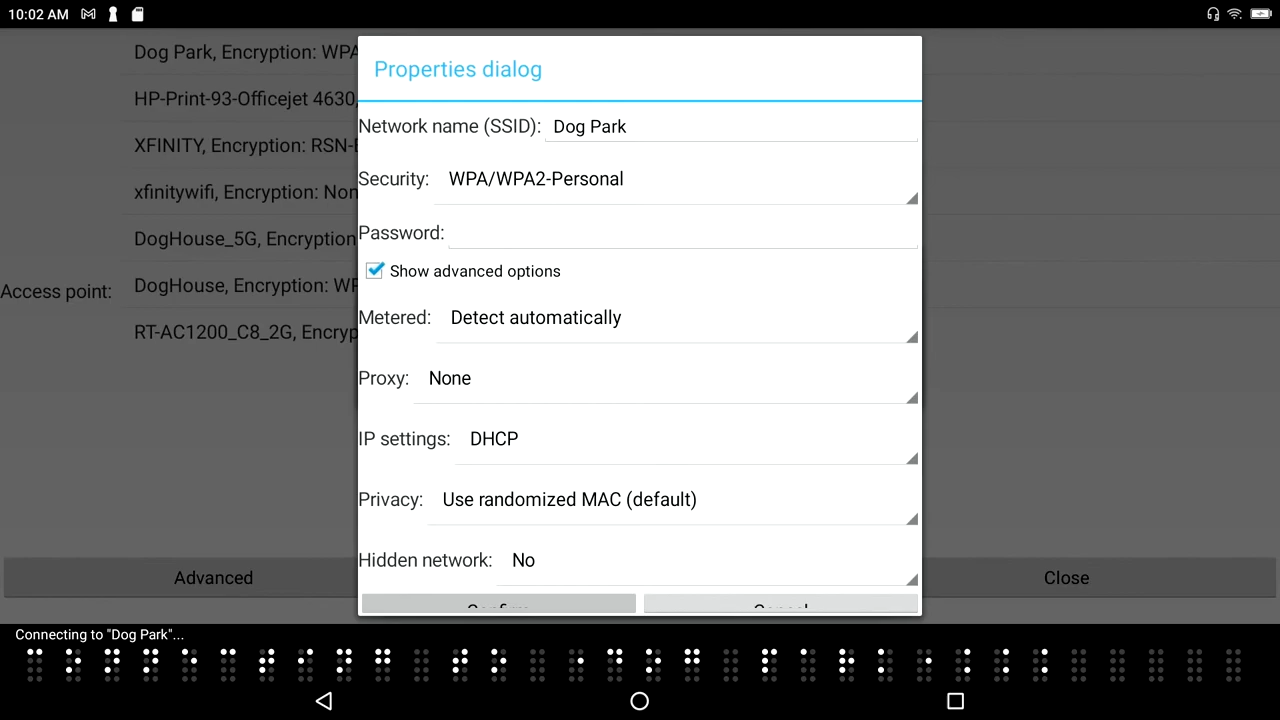 10:02 AM
Properties dialog
Network name (SSID): Dog Park
Security: WPA/WPA2-Personal
Password:
Show advanced options
Metered: Detect automatically
Proxy: None
IP settings: DHCP
Privacy: Use randomized MAC (default)
Hidden network: No
Confirm
Cancel
Dog Park, Encryption: WPA
HP-Print-93-Officejet 4630,
XFINITY, Encryption: RSN-
xfinitywifi, Encryption: Non
DogHouse_5G, Encryption
Access point:
DogHouse, Encryption: WP
RT-AC1200_C8_2G, Encryp
Advanced
Close
Connecting to "Dog Park"...